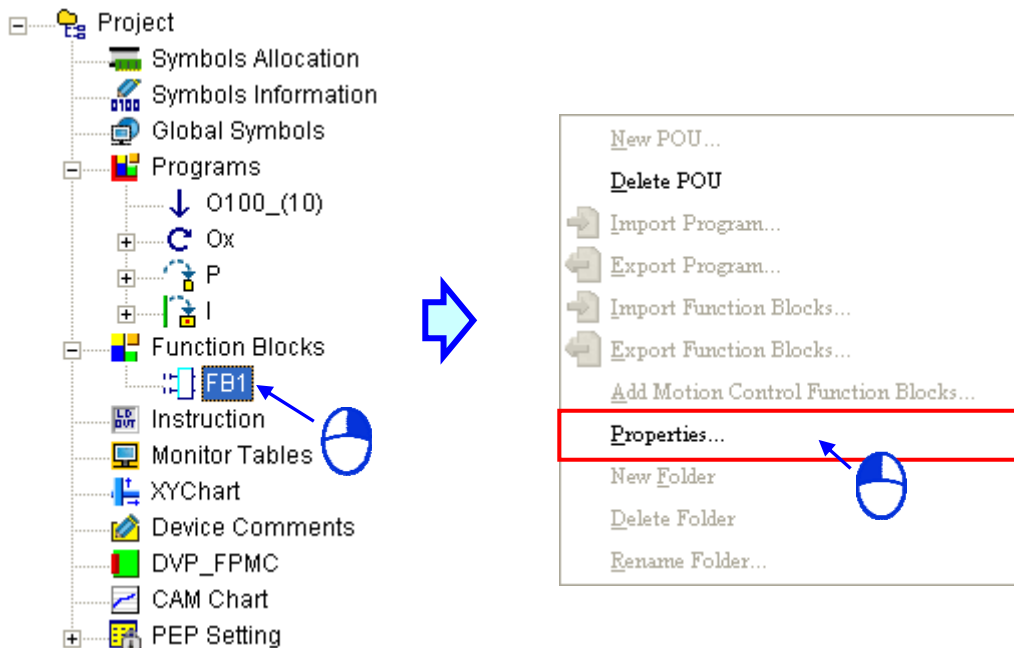 Project
Symbols Allocation
0100
Symbols Information
Global Symbols
Programs
O100_(10)
Ox
P
I
Function Blocks
FB1
LD
OUT
Instruction
Monitor Tables
XYChart
Device Comments
DVP_FPMC
CAM Chart
PEP Setting
New POU...
Delete POU
Import Program...
Export Program...
Import Function Blocks...
Export Function Blocks...
Add Motion Control Function Blocks...
Properties...
New Folder
Delete Folder
Rename Folder...